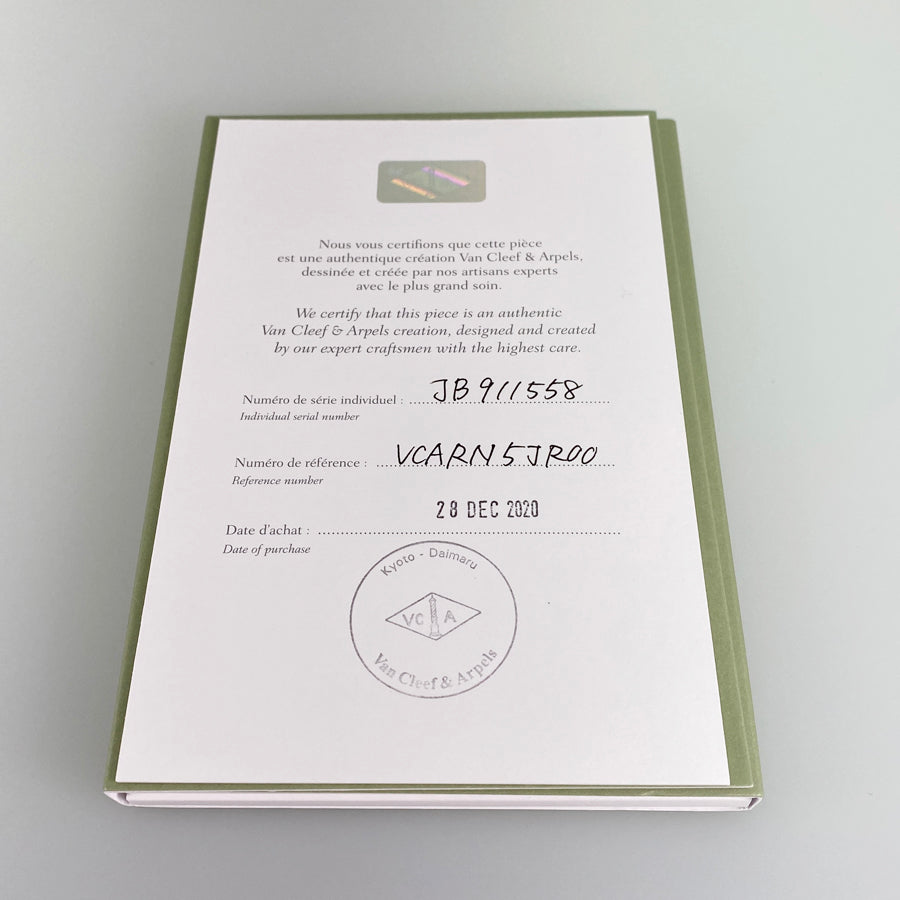 Nous vous certifions que cette pièce
est une authentique création Van Cleef & Arpels,
dessinée et créée par nos artisans experts
avec le plus grand soin.
We certify that this piece is an authentic
Van Cleef & Arpels creation, designed and created
by our expert craftsmen with the highest care.
Numéro de série individuel : JB911558
Individual serial number
Numéro de référence : VCARN5JR00
Reference number
28 DEC 2020
Date d'achat :
Date of purchase
Kyoto - Daimaru
VC A
Van Cleef & Arpels